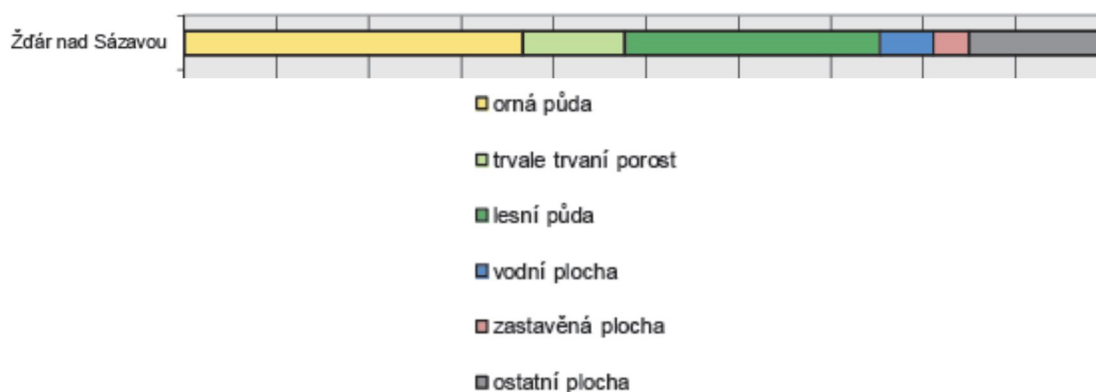 Žďár nad Sázavou
orná půda
trvale trvaní porost
lesní půda
vodní plocha
zastavěná plocha
ostatní plocha